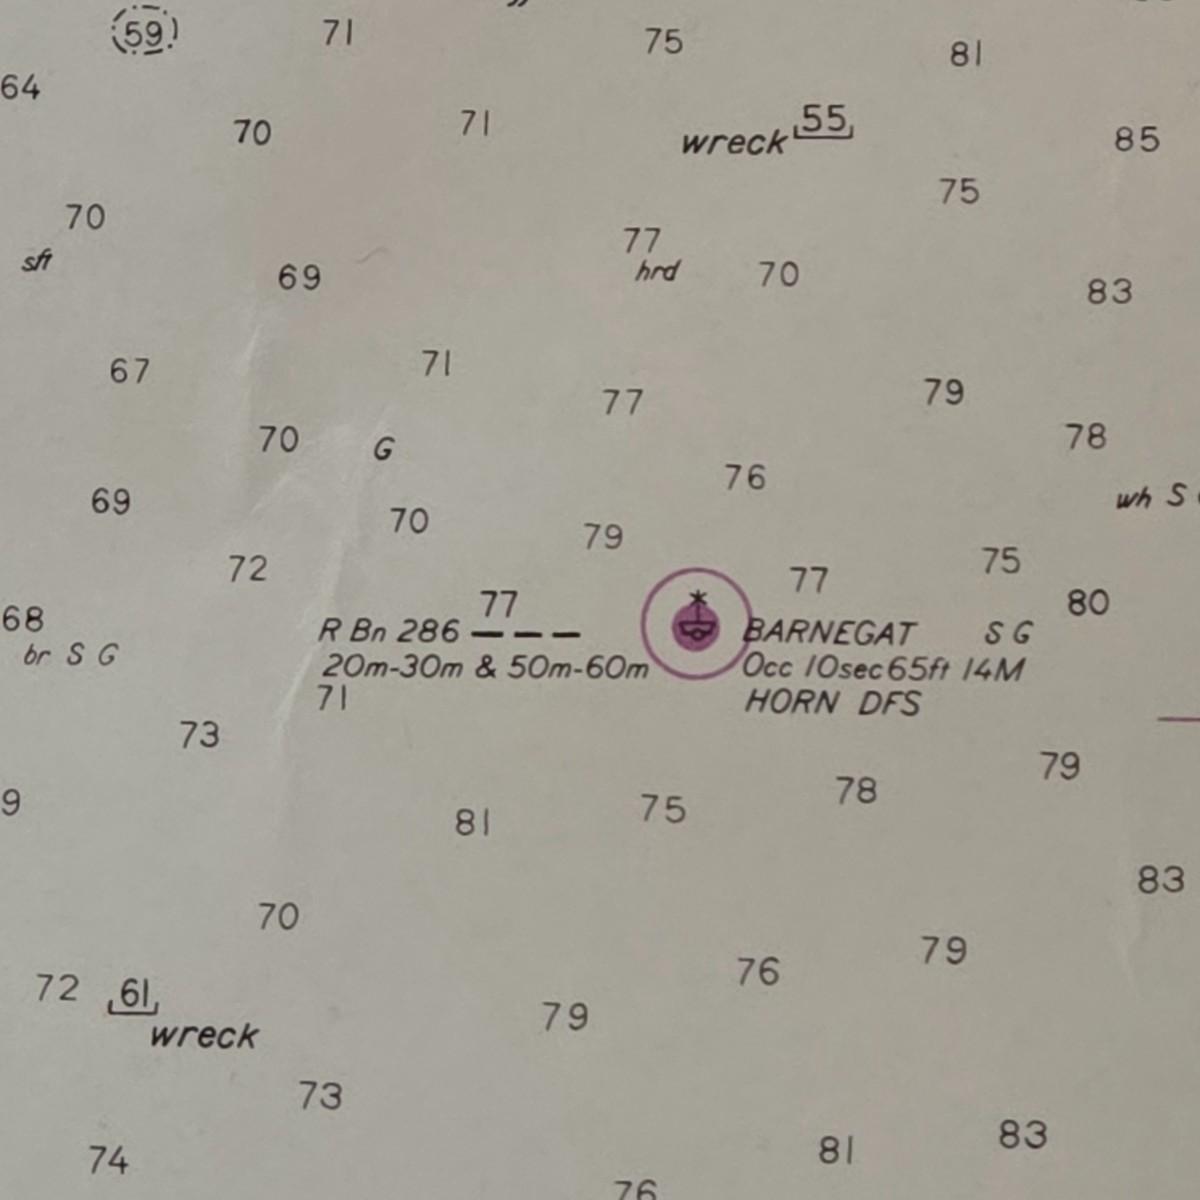 59 71 75 81
64
70 71 wreck 55 85
75
70
sft 69 77
hrd 70 83
67 71 77 79
70 G 78
76
69 70 79 wh S
72 75
77 77 80
68 R Bn 286 — — — BARNEGAT S G
br S G 20m-30m & 50m-60m Occ 10sec 65ft 14M
71 HORN DFS
73 79
9 81 75 78
83
70
72 61 76 79
wreck 79
73
74 81 83
76